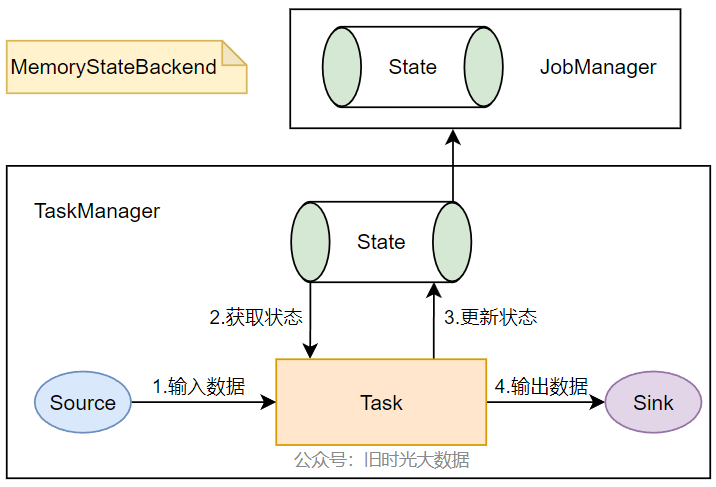 MemoryStateBackend
State
JobManager
TaskManager
State
2.获取状态
3.更新状态
Source
1.输入数据
Task
4.输出数据
Sink
公众号：旧时光大数据